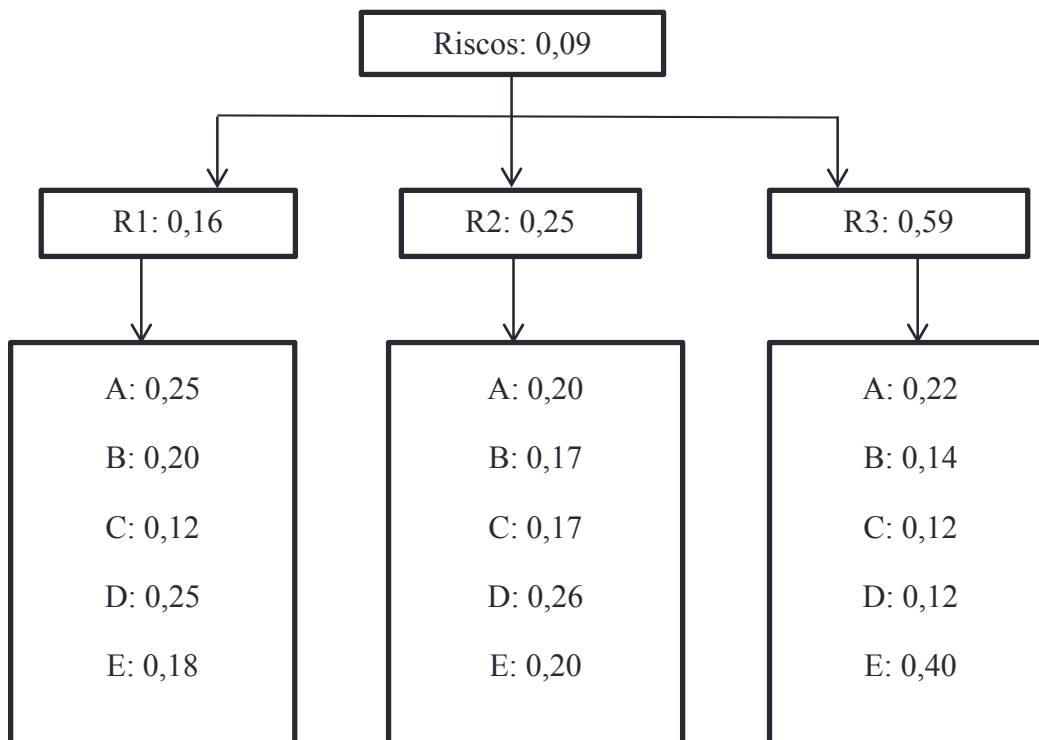 Riscos: 0,09
R1: 0,16
R2: 0,25
R3: 0,59
A: 0,25
B: 0,20
C: 0,12
D: 0,25
E: 0,18
A: 0,20
B: 0,17
C: 0,17
D: 0,26
E: 0,20
A: 0,22
B: 0,14
C: 0,12
D: 0,12
E: 0,40